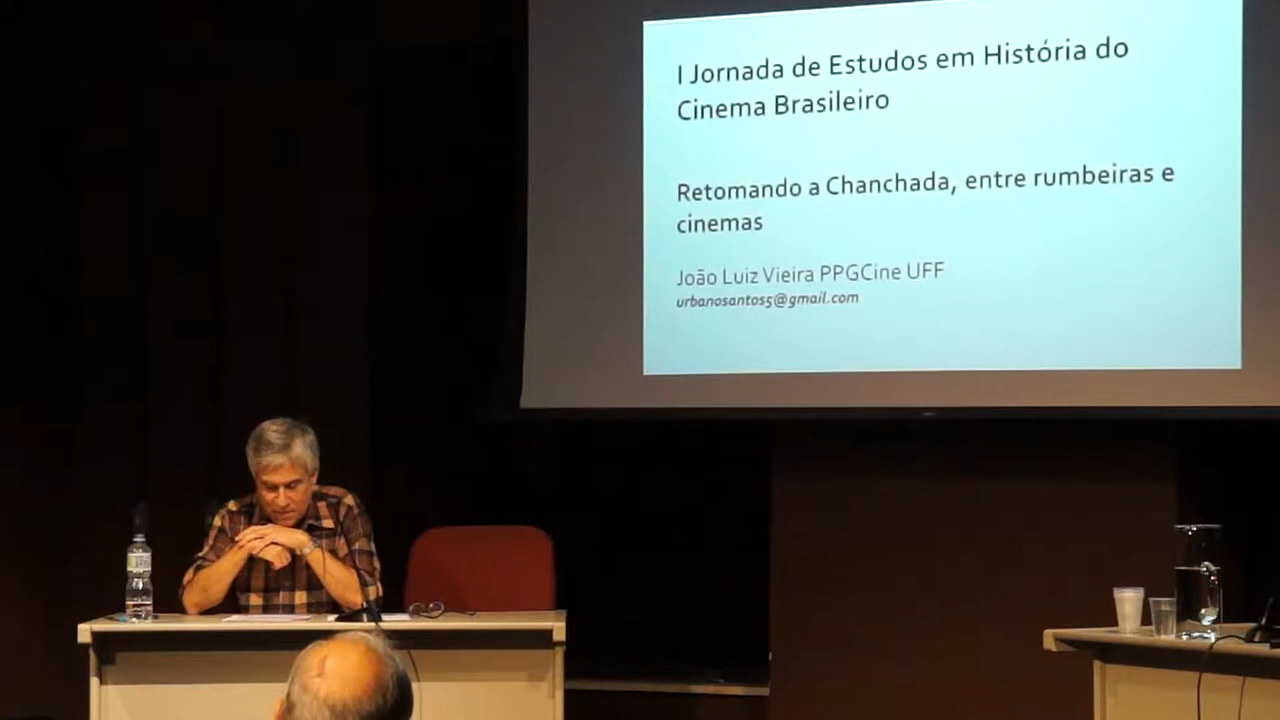 I Jornada de Estudos em História do
Cinema Brasileiro
Retomando a Chanchada, entre rumbeiras e
cinemas
João Luiz Vieira PPGCine UFF
urbanosantos5@gmail.com